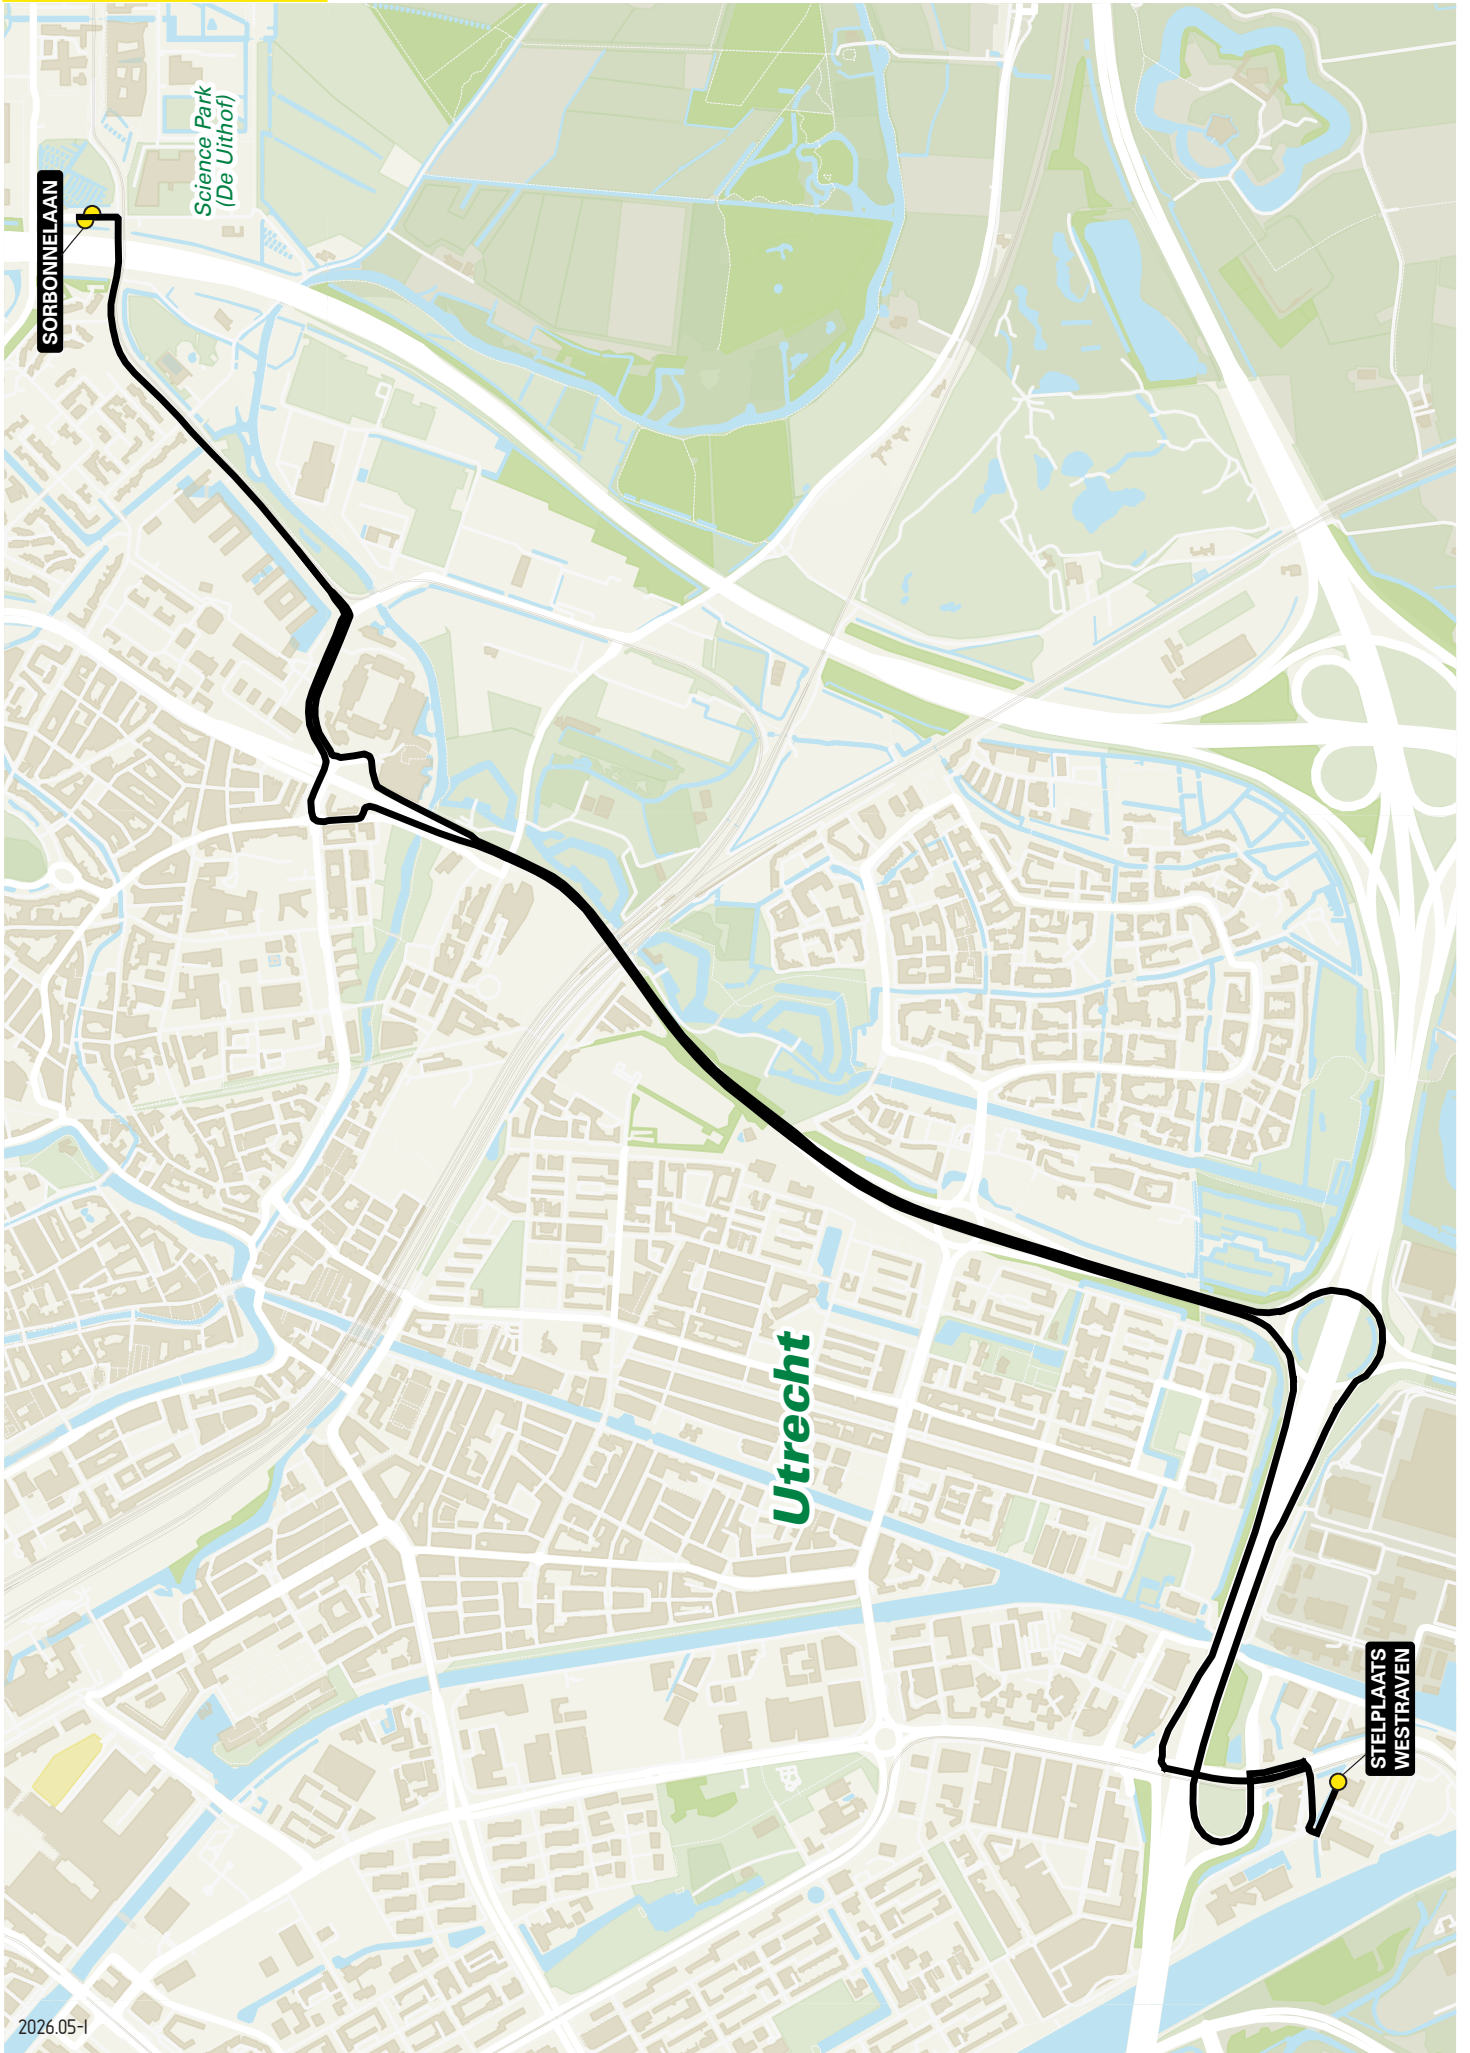 SORBONNELAAN
Science Park
(De Uithof)
Utrecht
STELPLAATS
WESTRAVEN
2026.05-I